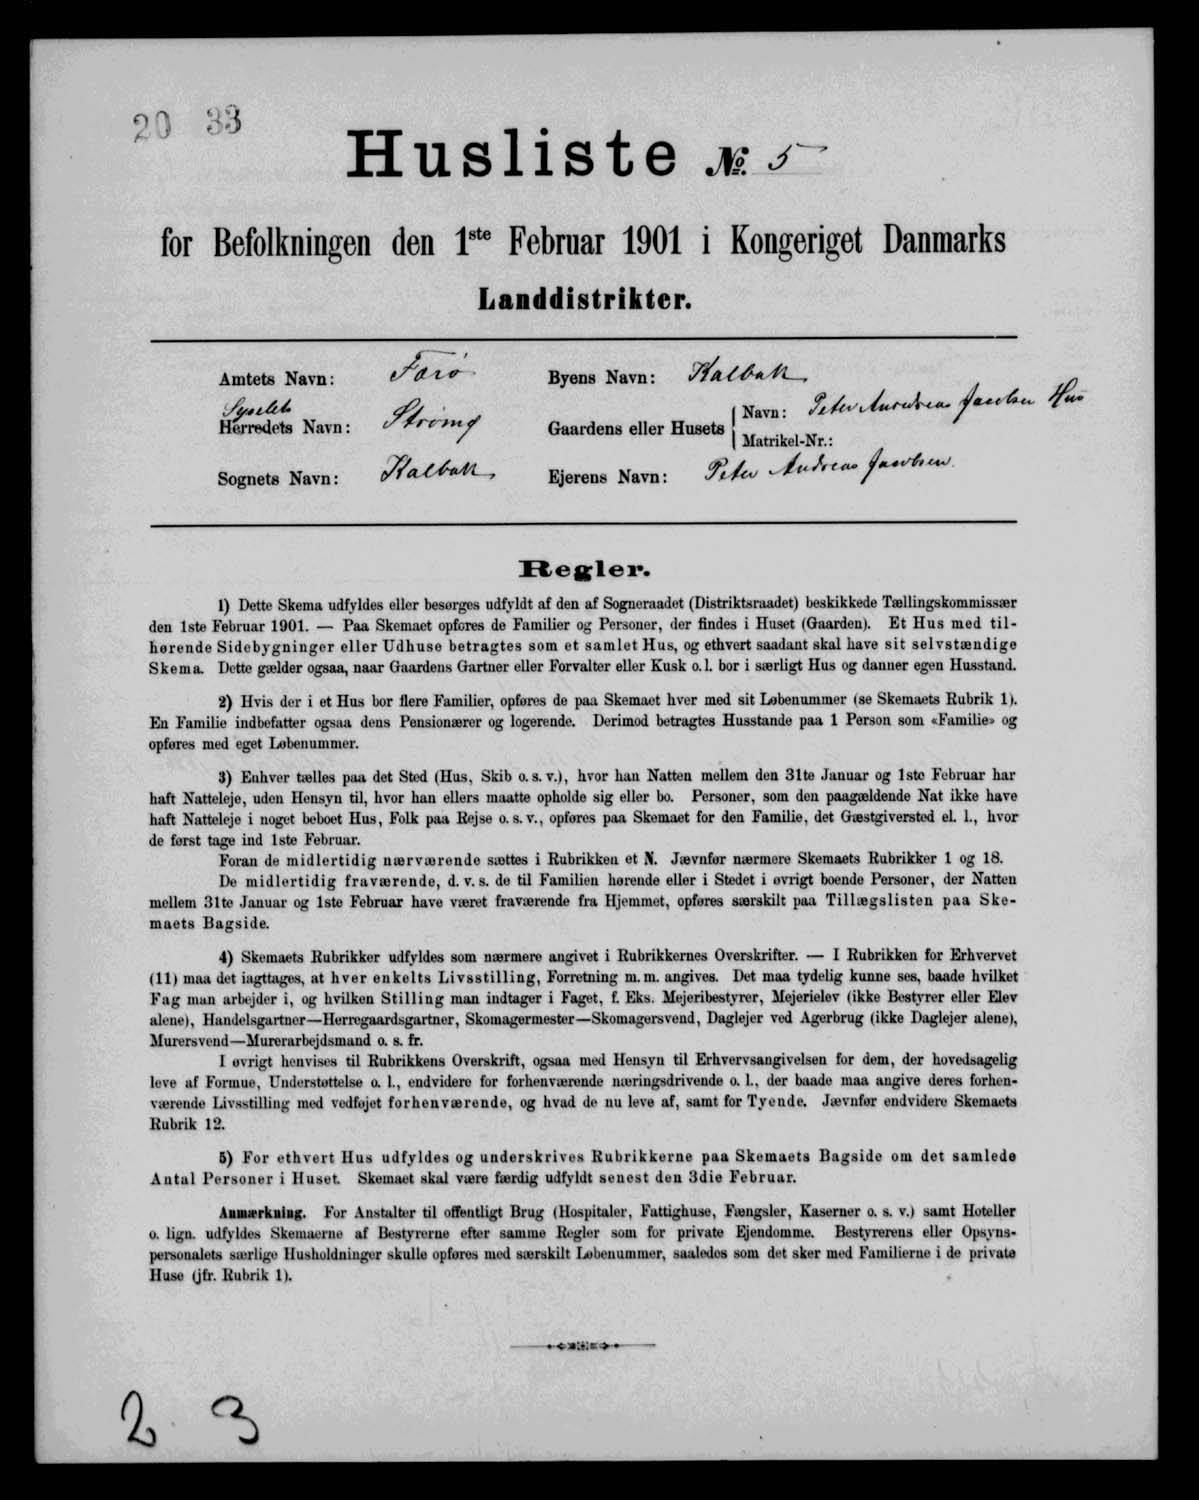 20 33
Husliste No. 5
for Befolkningen den 1ste Februar 1901 i Kongeriget Danmarks
Landdistrikter.
Amtets Navn: Færø Byens Navn: Kalbak
Syslets
Herredets Navn: Strømø Gaardens eller Husets Navn: Peter Andreas Jacobsen Hus
Matrikel-Nr.:
Sognets Navn: Kalbak Ejerens Navn: Peter Andreas Jacobsen.
Regler.
1) Dette Skema udfyldes eller besørges udfyldt af den af Sogneraadet (Distriktsraadet) beskikkede Tællingskommissær
den 1ste Februar 1901. — Paa Skemaet opføres de Familier og Personer, der findes i Huset (Gaarden). Et Hus med til-
hørende Sidebygninger eller Udhuse betragtes som et samlet Hus, og ethvert saadant skal have sit selvstændige
Skema. Dette gælder ogsaa, naar Gaardens Gartner eller Forvalter eller Kusk o. l. bor i særligt Hus og danner egen Husstand.
2) Hvis der i et Hus bor flere Familier, opføres de paa Skemaet hver med sit Løbenummer (se Skemaets Rubrik 1).
En Familie indbefatter ogsaa dens Pensionærer og logerende. Derimod betragtes Husstande paa 1 Person som «Familie» og
opføres med eget Løbenummer.
3) Enhver tælles paa det Sted (Hus, Skib o. s. v.), hvor han Natten mellem den 31te Januar og 1ste Februar har
haft Natteleje, uden Hensyn til, hvor han ellers maatte opholde sig eller bo. Personer, som den paagældende Nat ikke have
haft Natteleje i noget beboet Hus, Folk paa Rejse o. s. v., opføres paa Skemaet for den Familie, det Gæstgiversted el. l., hvor
de først tage ind 1ste Februar.
Foran de midlertidig nærværende sættes i Rubrikken et N. Jævnfør nærmere Skemaets Rubrikker 1 og 18.
De midlertidig fraværende, d. v. s. de til Familien hørende eller i Stedet i øvrigt boende Personer, der Natten
mellem 31te Januar og 1ste Februar have været fraværende fra Hjemmet, opføres særskilt paa Tillægslisten paa Ske-
maets Bagside.
4) Skemaets Rubrikker udfyldes som nærmere angivet i Rubrikkernes Overskrifter. — I Rubrikken for Erhvervet
(11) maa det iagttages, at hver enkelts Livsstilling, Forretning m. m. angives. Det maa tydelig kunne ses, baade hvilket
Fag man arbejder i, og hvilken Stilling man indtager i Faget, f. Eks. Mejeribestyrer, Mejerielev (ikke Bestyrer eller Elev
alene), Handelsgartner—Herregaardsgartner, Skomagermester—Skomagersvend, Daglejer ved Agerbrug (ikke Daglejer alene),
Murersvend—Murerarbejdsmand o. s. fr.
I øvrigt henvises til Rubrikkens Overskrift, ogsaa med Hensyn til Erhvervsangivelsen for dem, der hovedsagelig
leve af Formue, Understøttelse o. l., endvidere for forhenværende næringsdrivende o. l., der baade maa angive deres forhen-
værende Livsstilling med vedføjet forhenværende, og hvad de nu leve af, samt for Tyende. Jævnfør endvidere Skemaets
Rubrik 12.
5) For ethvert Hus udfyldes og underskrives Rubrikkerne paa Skemaets Bagside om det samlede
Antal Personer i Huset. Skemaet skal være færdig udfyldt senest den 3die Februar.
Anmærkning. For Anstalter til offentligt Brug (Hospitaler, Fattighuse, Fængsler, Kaserner o. s. v.) samt Hoteller
o. lign. udfyldes Skemaerne af Bestyrerne efter samme Regler som for private Ejendomme. Bestyrerens eller Opsyns-
personalets særlige Husholdninger skulle opføres med særskilt Løbenummer, saaledes som det sker med Familierne i de private
Huse (jfr. Rubrik 1).
2 3